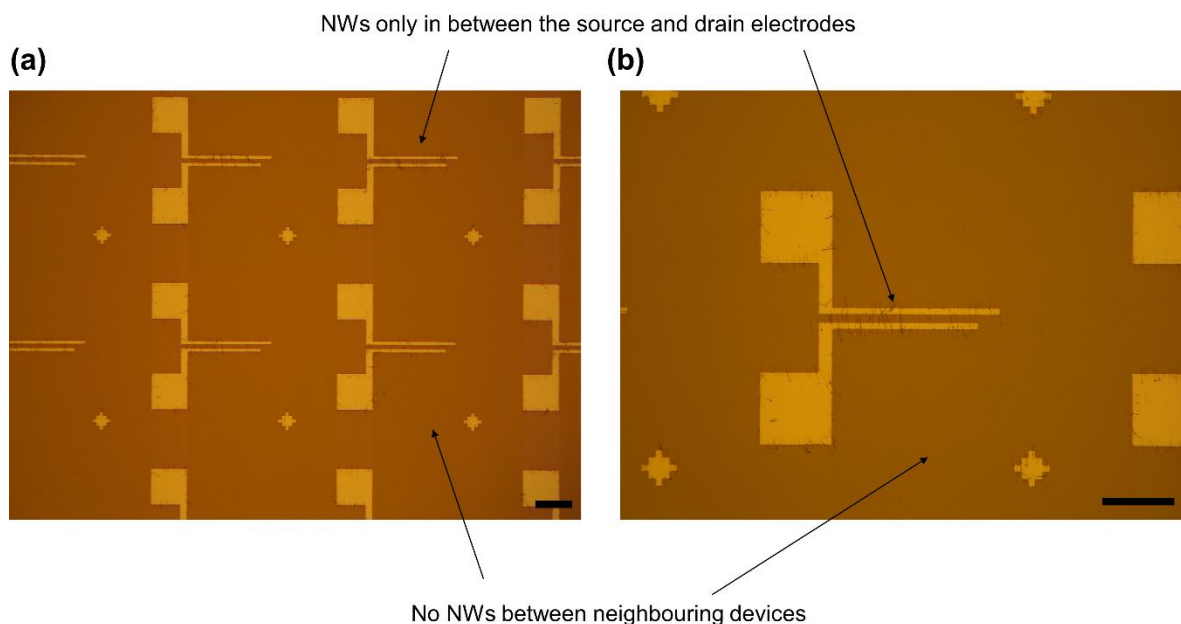 NWs only in between the source and drain electrodes
(a)
(b)
No NWs between neighbouring devices